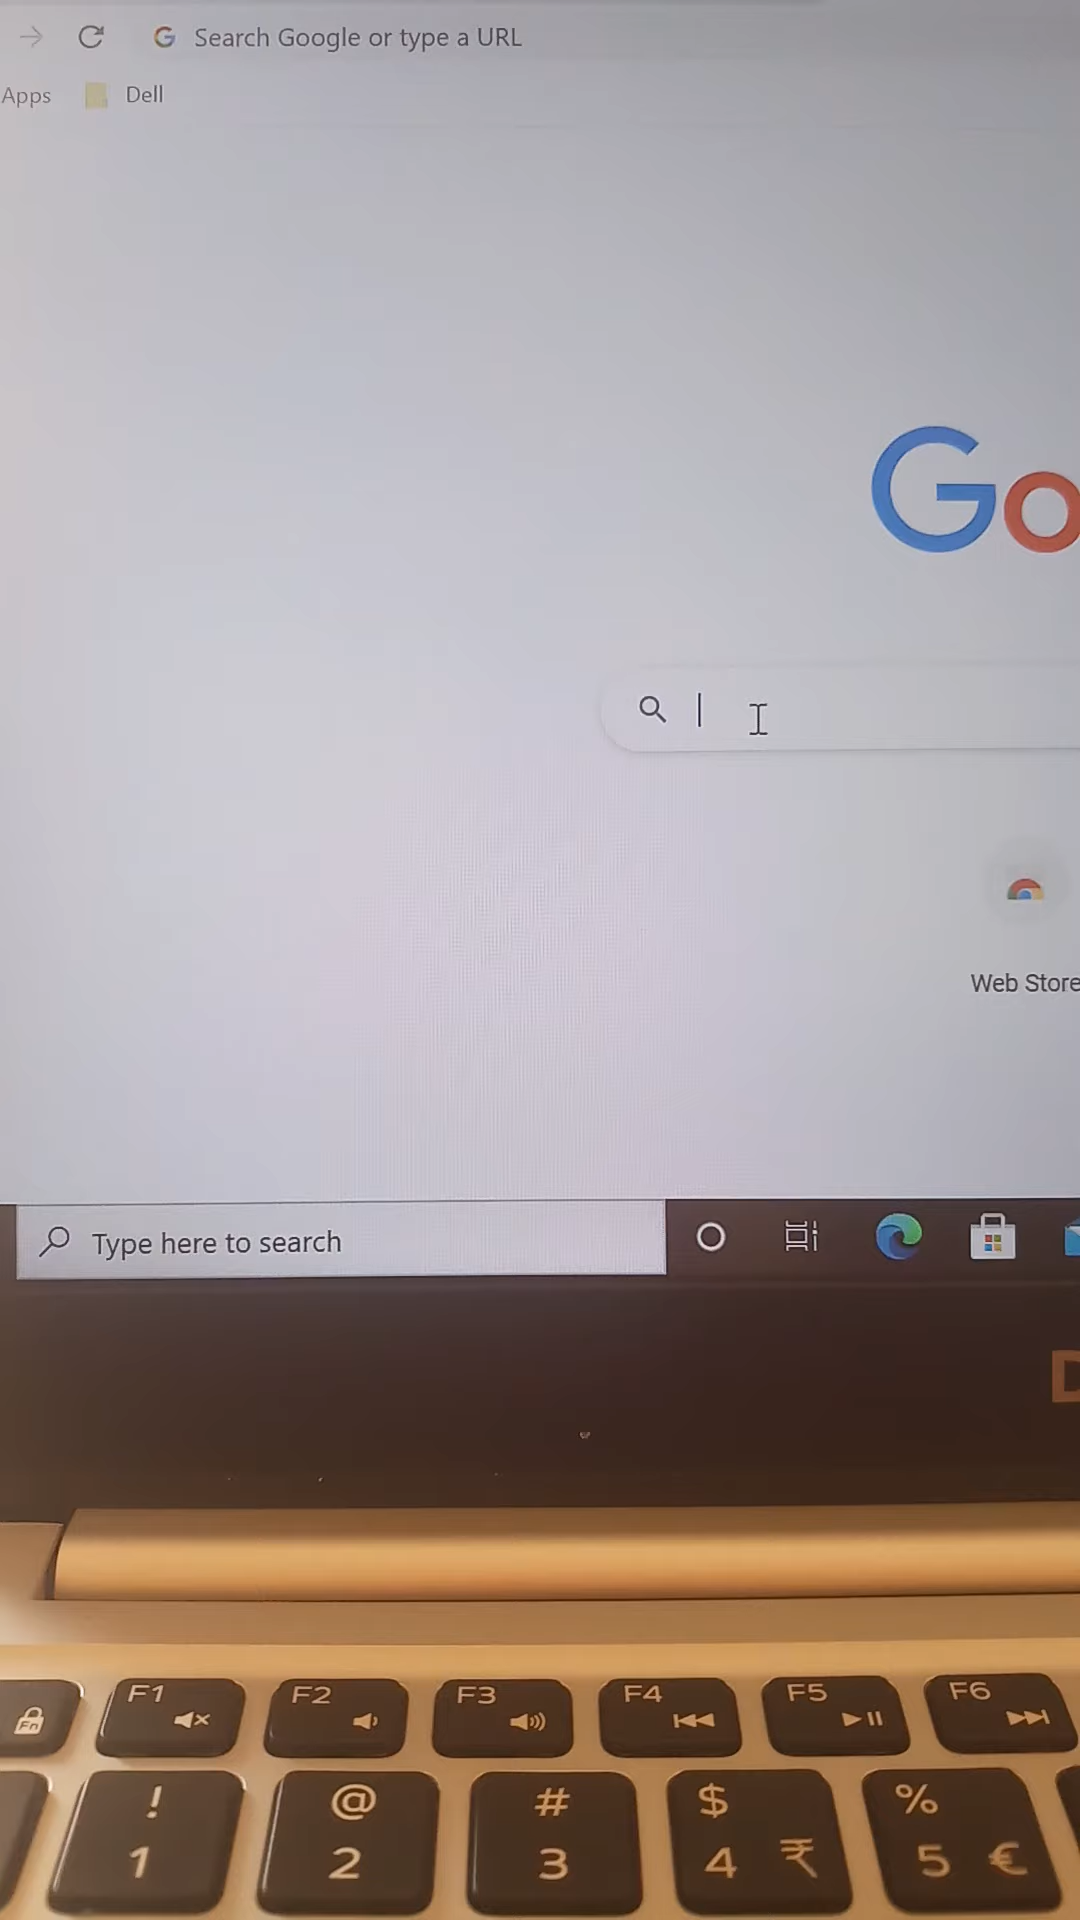 Search Google or type a URL
Apps Dell
Go
Web Store
Type here to search
D
F1 F2 F3 F4 F5 F6
Fn
! @ # $ %
1 2 3 4 ₹ 5 €